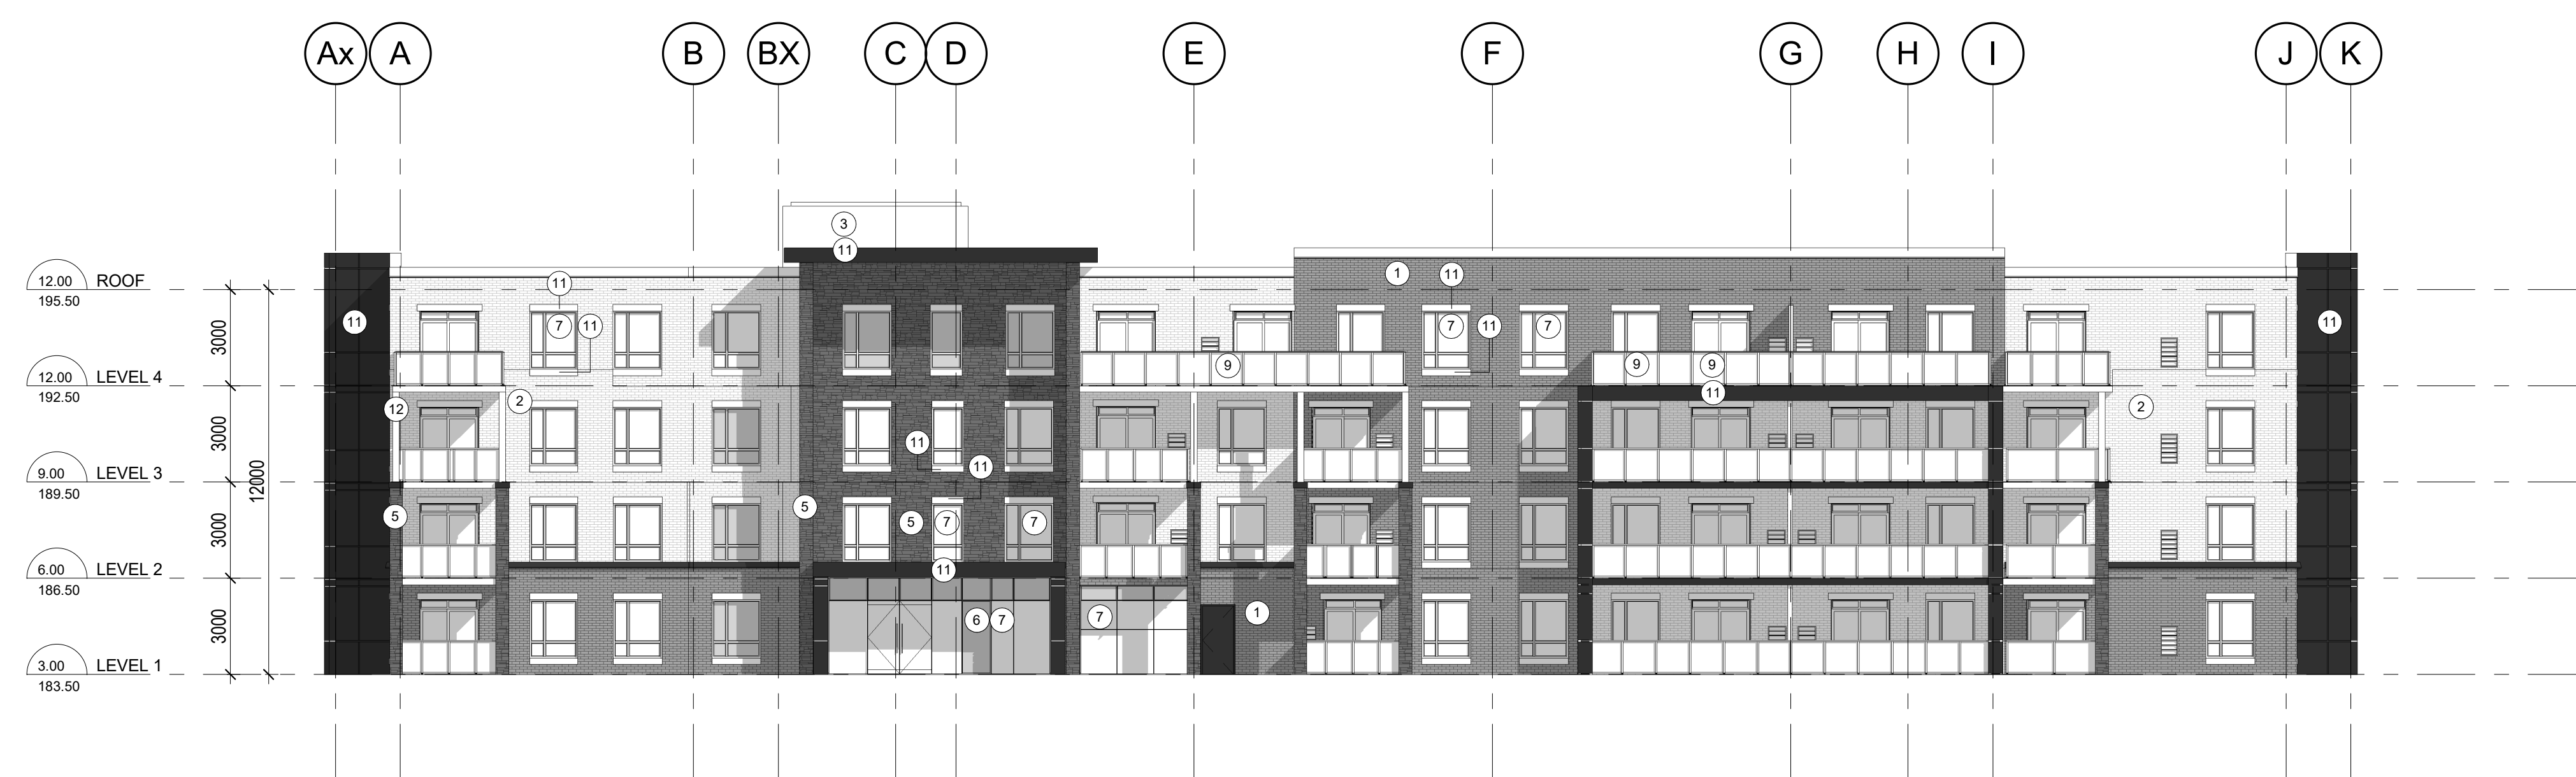 Ax A B BX C D E F G H I J K
3
11
12.00 ROOF
195.50
1 11
11
11 7 11 7 11 7 11
3000
9 9 9
12.00 LEVEL 4
192.50
11
12 2 2
3000
11
11
9.00 LEVEL 3
189.50
12000
5 5 5 7 7
3000
11
6.00 LEVEL 2
186.50
6 7 7 1
3000
3.00 LEVEL 1
183.50